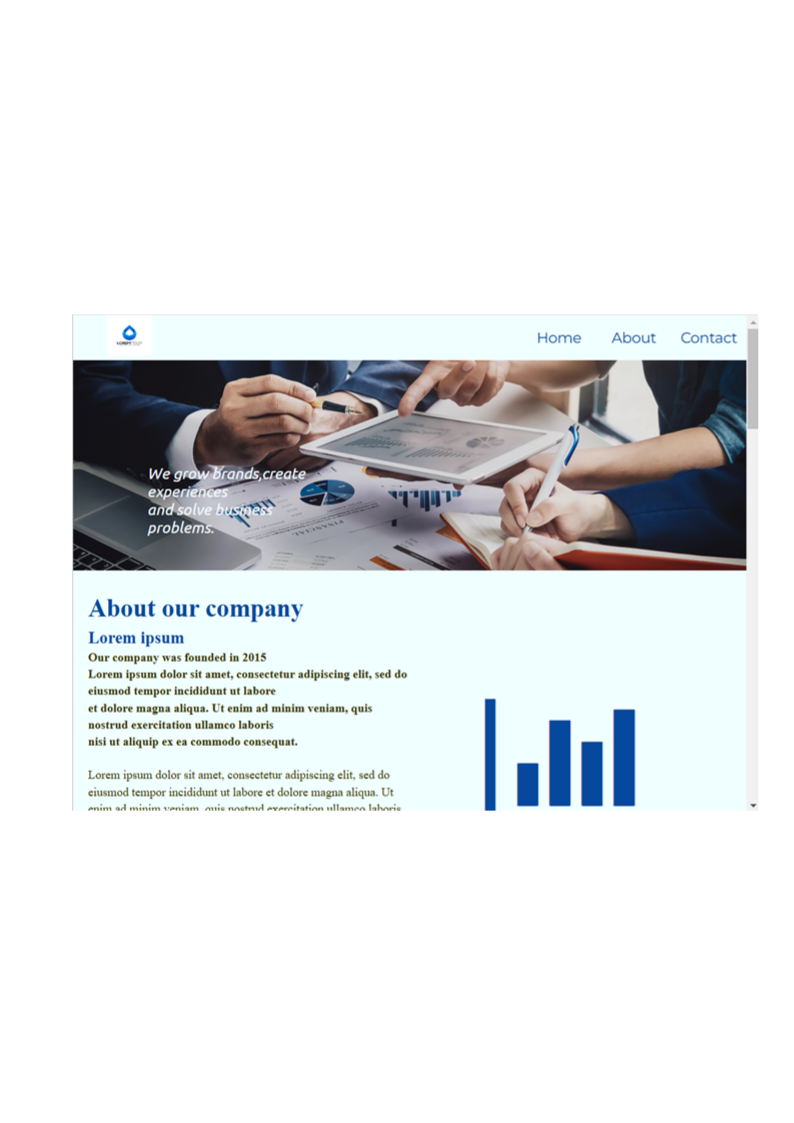 Home About Contact
We grow brands,create
experiences
and solve business
problems.
FINANCIAL
About our company
Lorem ipsum
Our company was founded in 2015
Lorem ipsum dolor sit amet, consectetur adipiscing elit, sed do
eiusmod tempor incididunt ut labore
et dolore magna aliqua. Ut enim ad minim veniam, quis
nostrud exercitation ullamco laboris
nisi ut aliquip ex ea commodo consequat.
Lorem ipsum dolor sit amet, consectetur adipiscing elit, sed do
eiusmod tempor incididunt ut labore et dolore magna aliqua. Ut
enim ad minim veniam, quis nostrud exercitation ullamco laboris